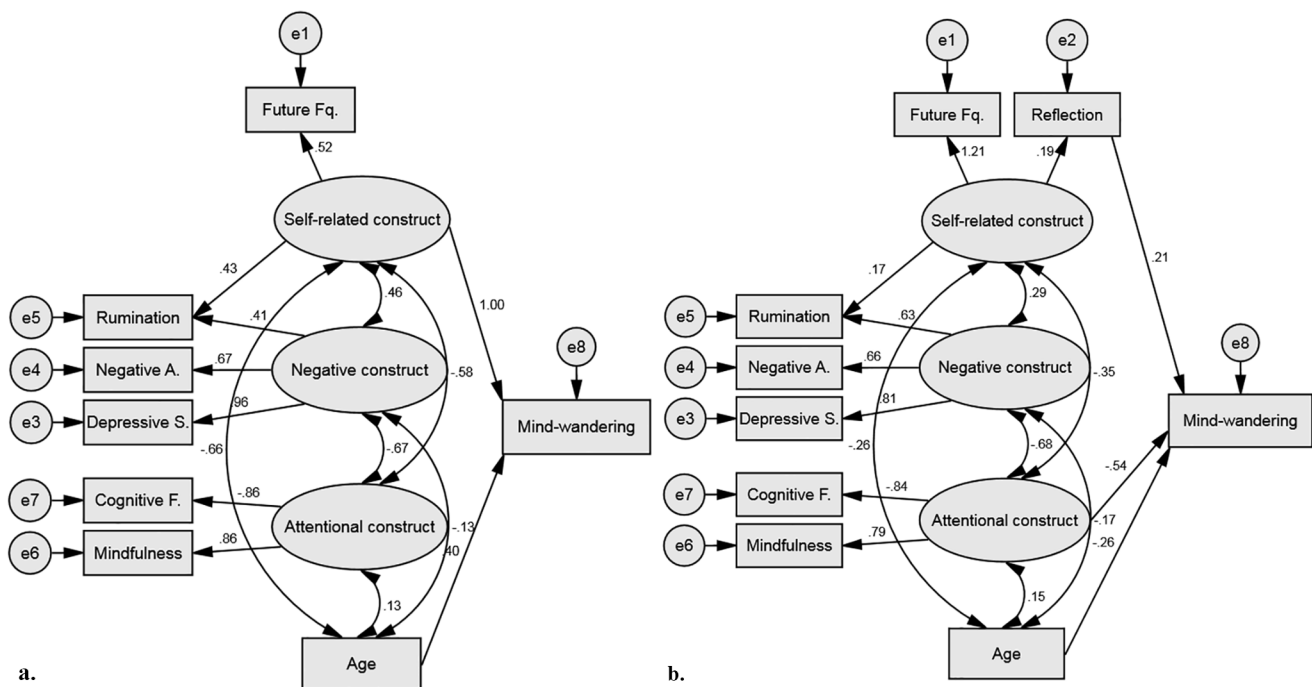 e1
Future Fq.
.52
Self-related construct
.43
.46
1.00
e5
Rumination
.41
e4
Negative A.
.67
Negative construct
-.58
e8
e3
Depressive S.
.96
Mind-wandering
-.66
-.67
e7
Cognitive F.
-.86
Attentional construct
-.13
e6
Mindfulness
.86
.40
.13
Age
a.
e1
e2
Future Fq.
Reflection
1.21
.19
Self-related construct
.17
.29
.21
e5
Rumination
.63
e4
Negative A.
.66
Negative construct
-.35
e8
e3
Depressive S.
.81
Mind-wandering
-.26
-.68
-.54
e7
Cognitive F.
-.84
Attentional construct
-.17
e6
Mindfulness
.79
-.26
.15
Age
b.